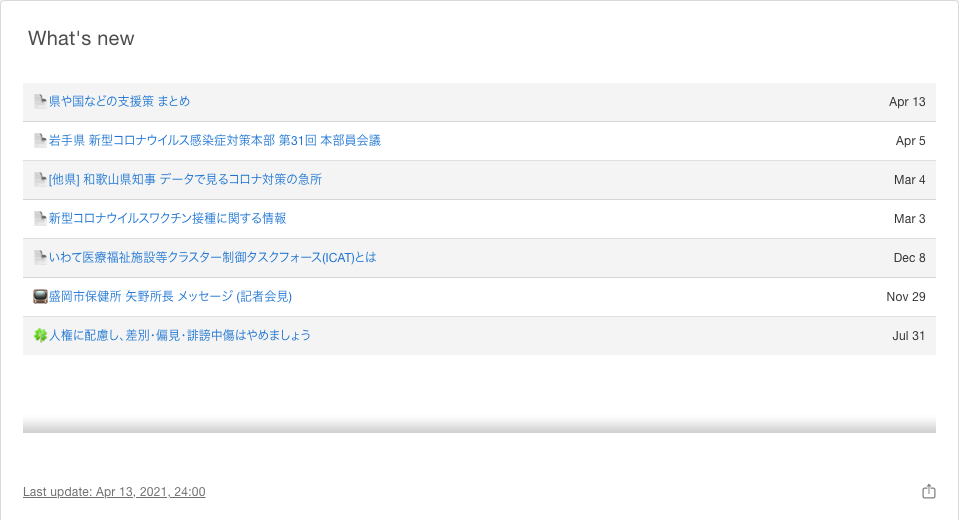 What's new
県や国などの支援策 まとめ Apr 13
岩手県 新型コロナウイルス感染症対策本部 第31回 本部員会議 Apr 5
[他県] 和歌山県知事 データで見るコロナ対策の急所 Mar 4
新型コロナウイルスワクチン接種に関する情報 Mar 3
いわて医療福祉施設等クラスター制御タスクフォース(ICAT)とは Dec 8
盛岡市保健所 矢野所長 メッセージ (記者会見) Nov 29
人権に配慮し、差別・偏見・誹謗中傷はやめましょう Jul 31
Last update: Apr 13, 2021, 24:00